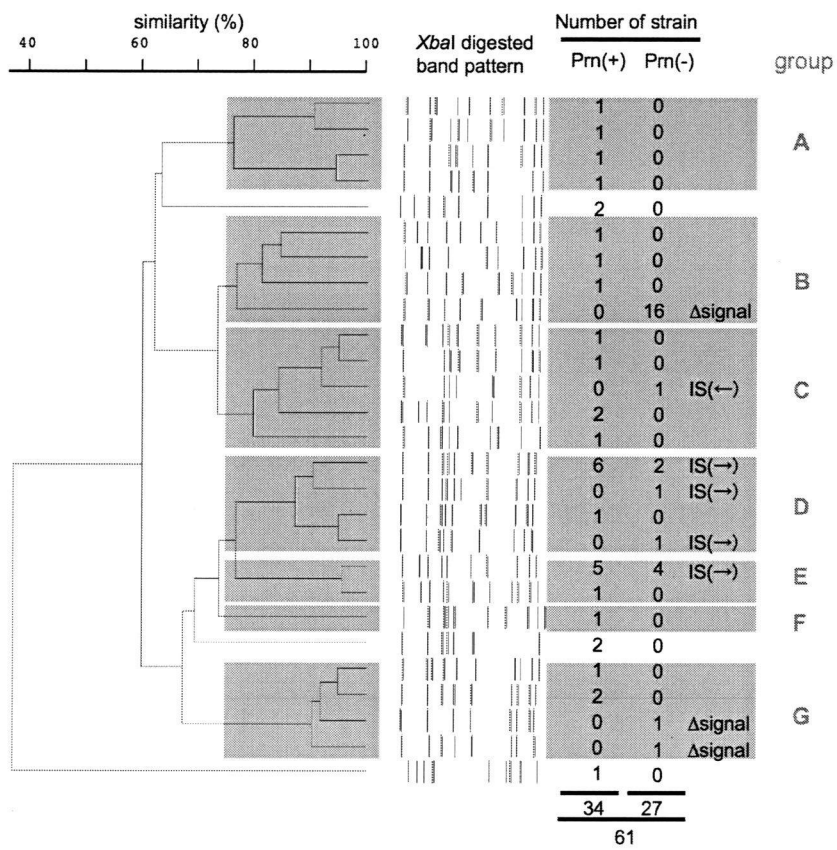 similarity (%)
40 60 80 100
XbaI digested
band pattern
Number of strain
Prn(+) Prn(-)
group
1 0
1 0
A
1 0
1 0
2 0
1 0
1 0
B
1 0
0 16 Δsignal
1 0
1 0
0 1 IS(←)
C
2 0
1 0
6 2 IS(→)
0 1 IS(→)
D
1 0
0 1 IS(→)
5 4 IS(→)
E
1 0
1 0
F
2 0
1 0
2 0
G
0 1 Δsignal
0 1 Δsignal
1 0
34 27
61